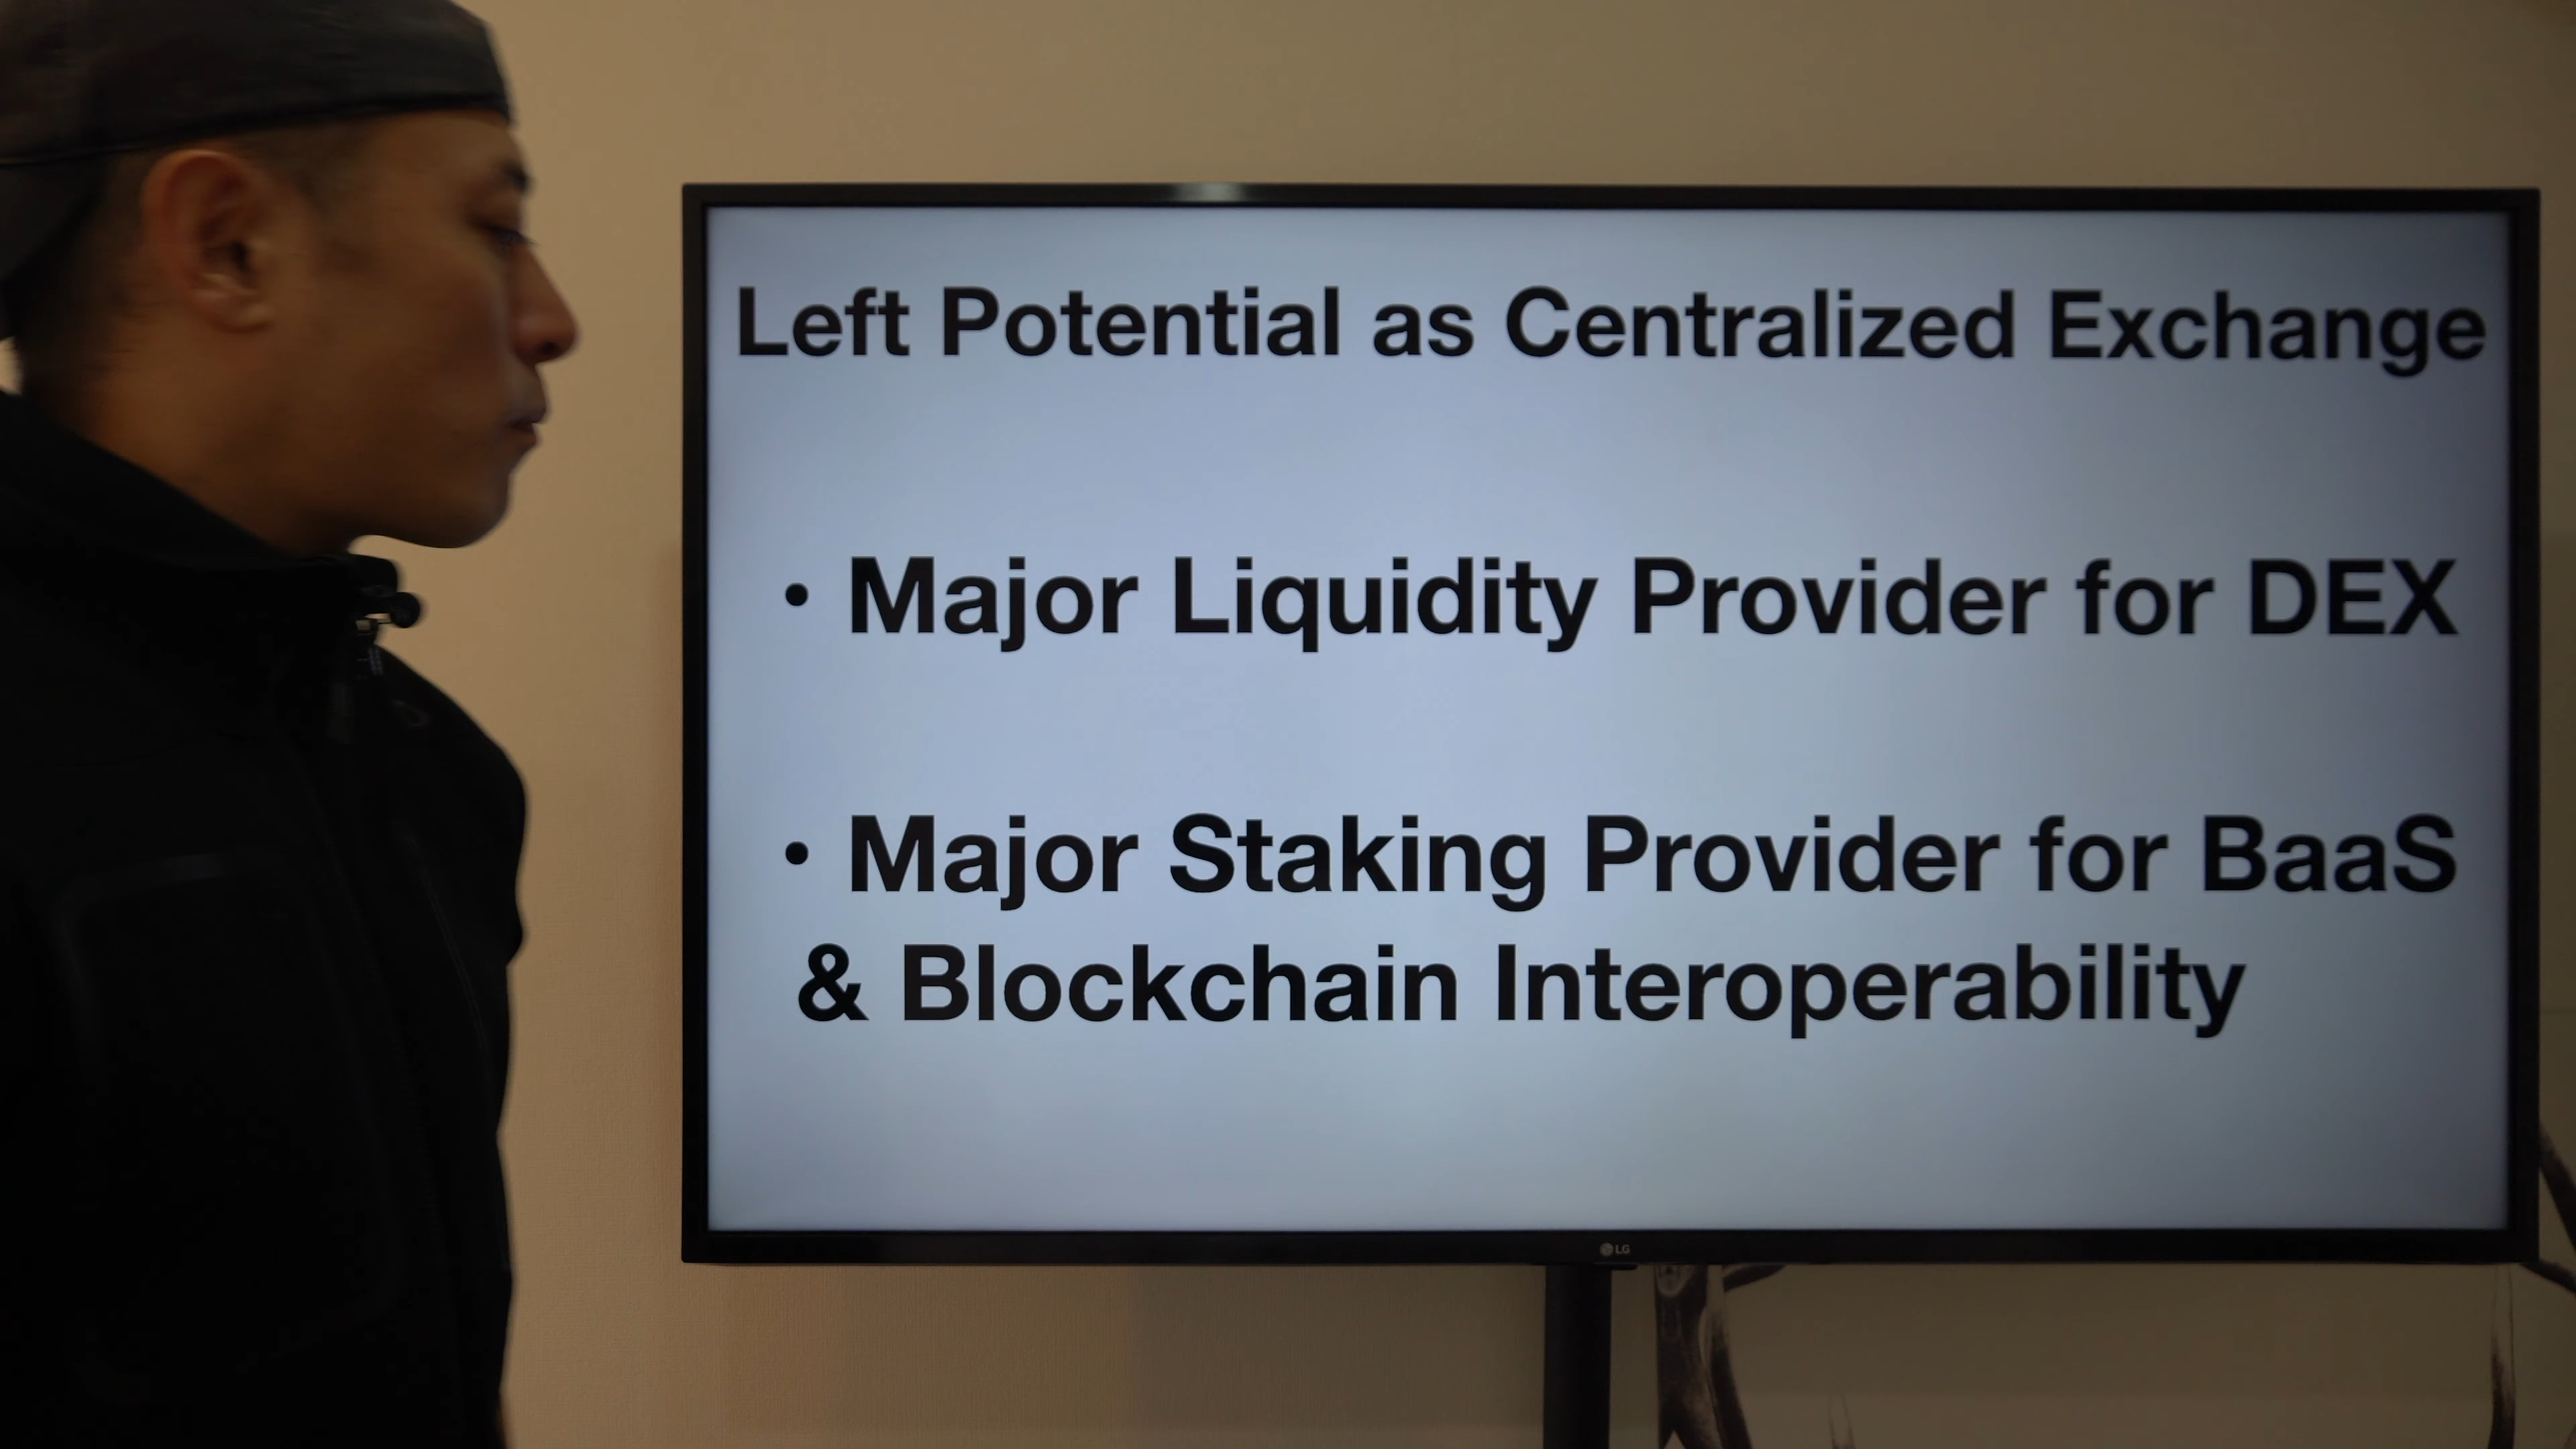 Left Potential as Centralized Exchange
• Major Liquidity Provider for DEX
• Major Staking Provider for BaaS
& Blockchain Interoperability
LG